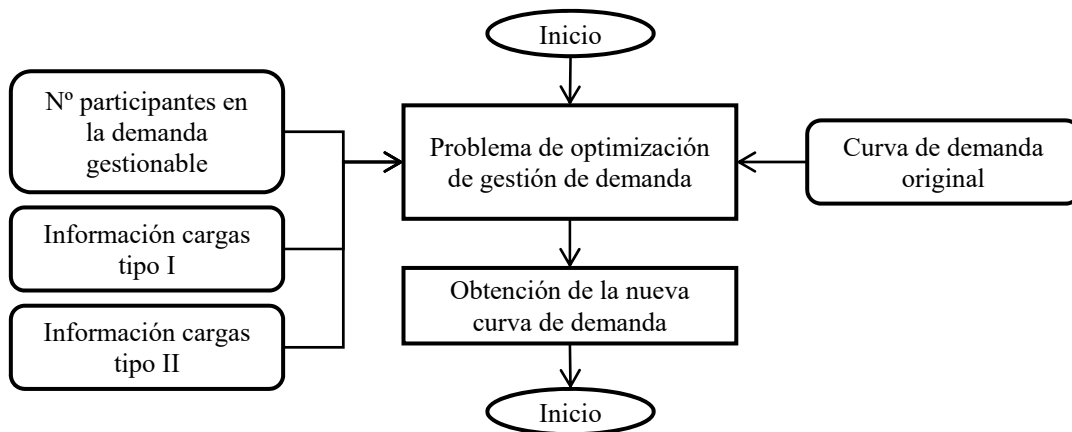 Inicio
Nº participantes en
la demanda
gestionable
Problema de optimización
de gestión de demanda
Curva de demanda
original
Información cargas
tipo I
Información cargas
tipo II
Obtención de la nueva
curva de demanda
Inicio